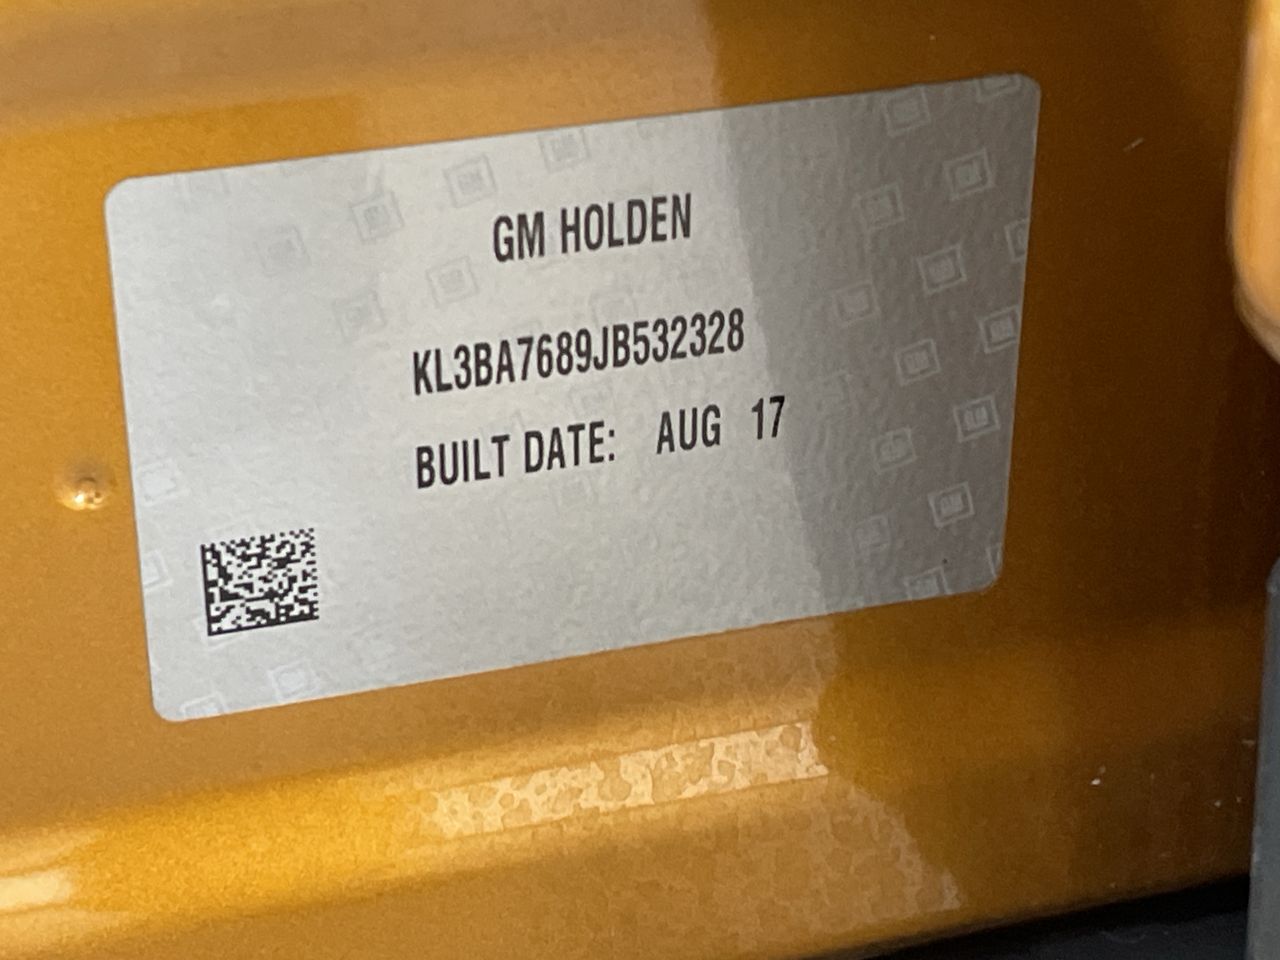 GM HOLDEN
KL3BA7689JB532328
BUILT DATE: AUG 17